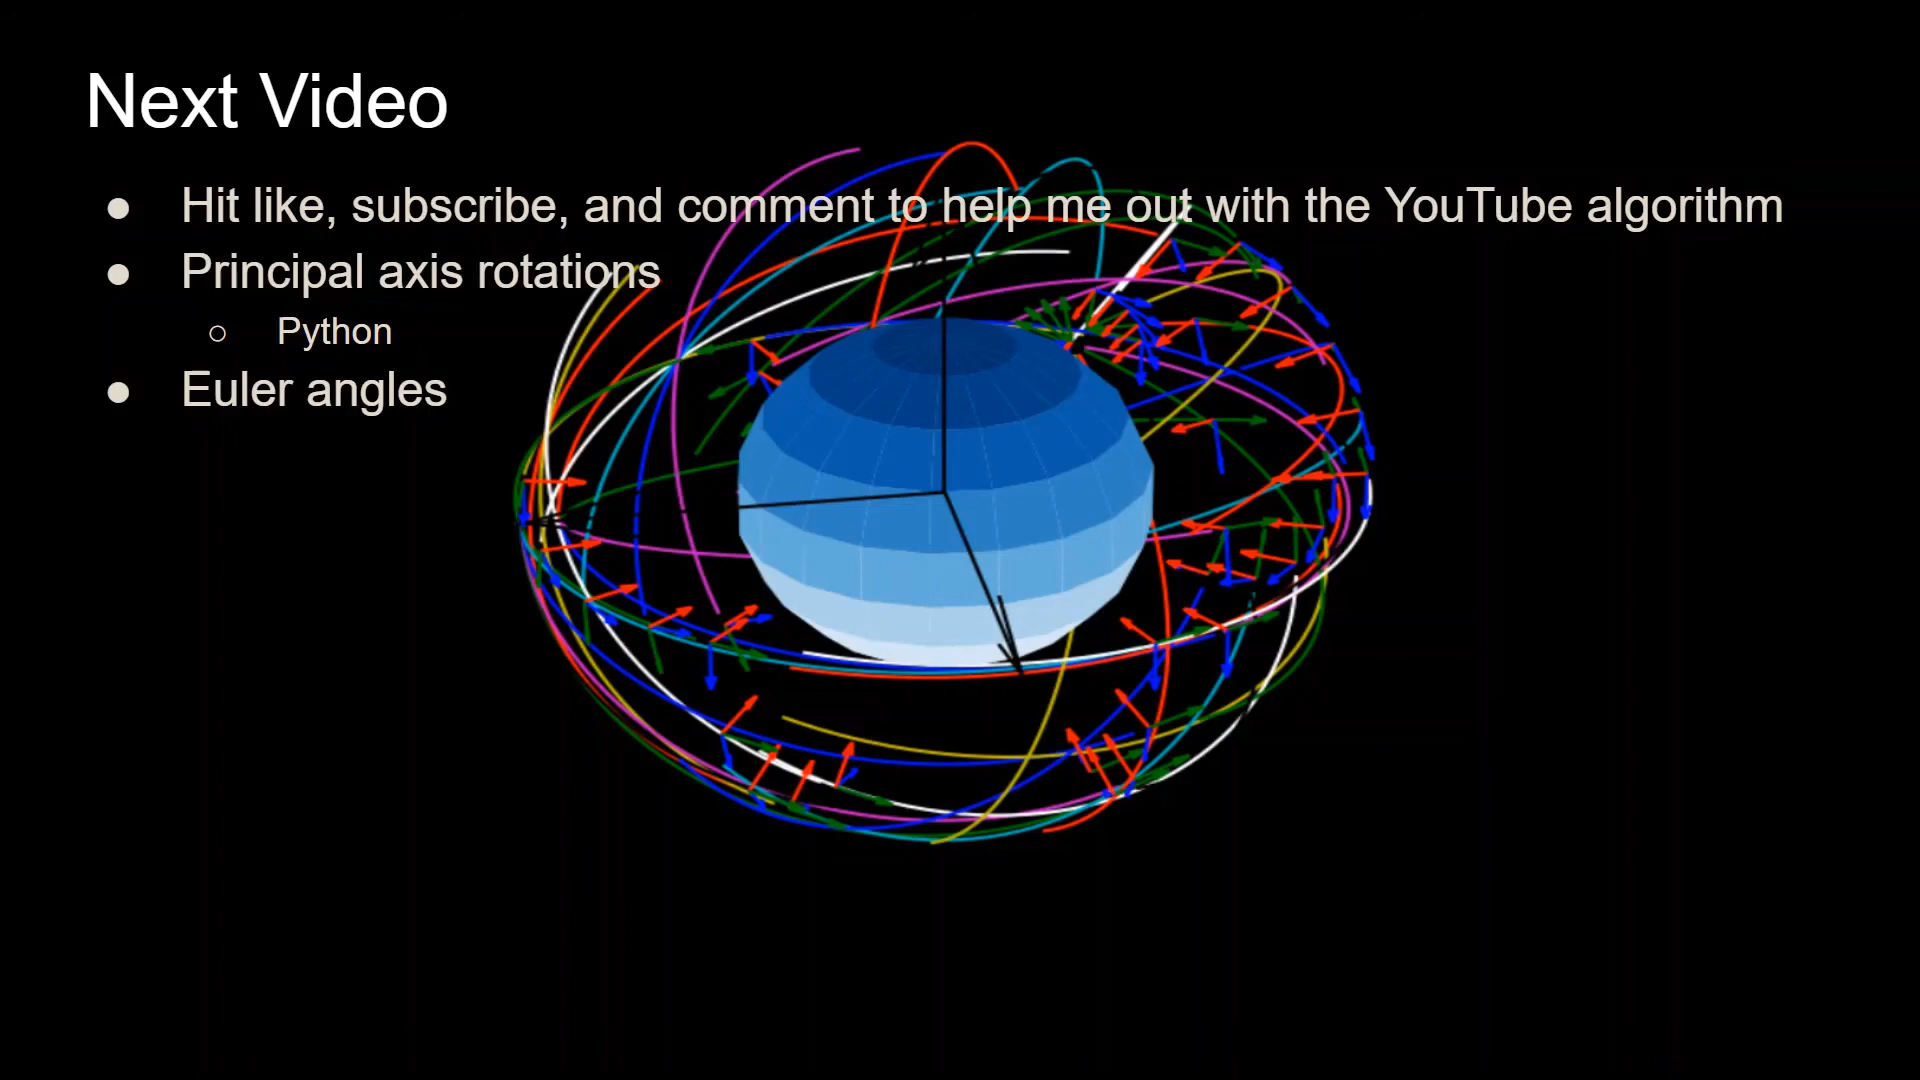 Next Video
● Hit like, subscribe, and comment to help me out with the YouTube algorithm
● Principal axis rotations
○ Python
● Euler angles